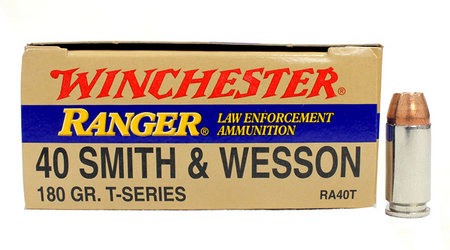 WINCHESTER®
RANGER® LAW ENFORCEMENT AMMUNITION
40 SMITH & WESSON
180 GR. T-SERIES RA40T